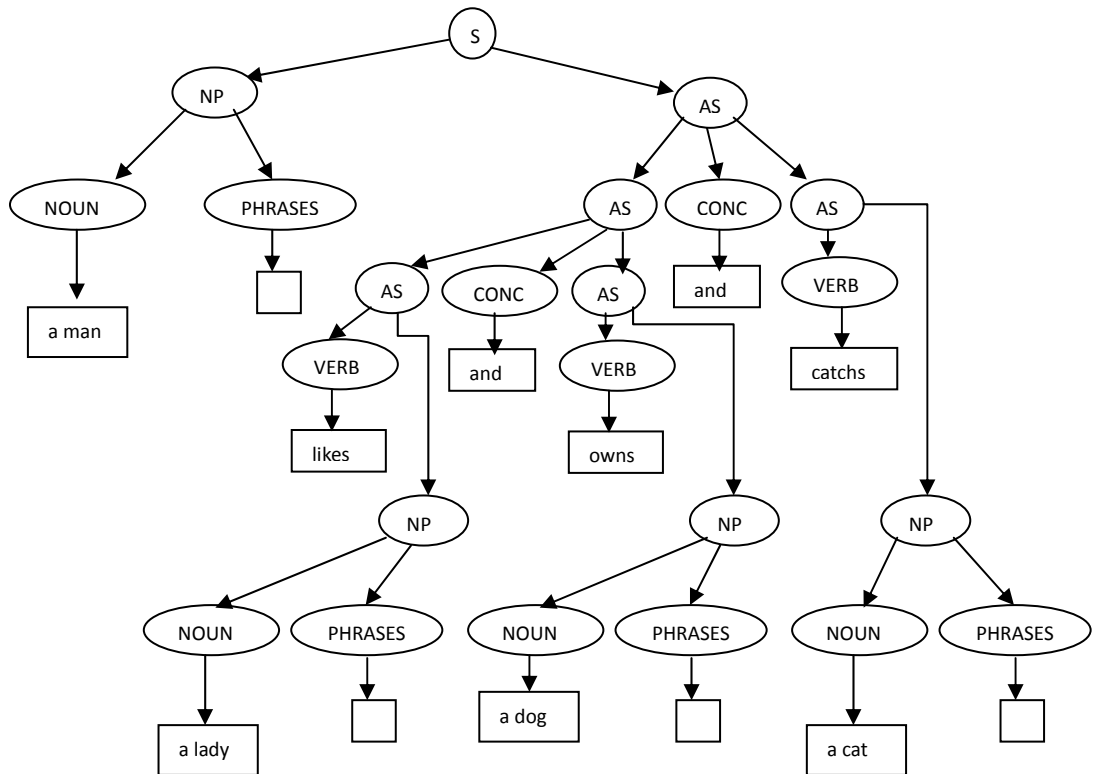 S
NP
AS
NOUN
PHRASES
AS
CONC
AS
a man
AS
CONC
AS
and
VERB
VERB
and
VERB
catchs
likes
owns
NP
NP
NP
NOUN
PHRASES
NOUN
PHRASES
NOUN
PHRASES
a lady
a dog
a cat